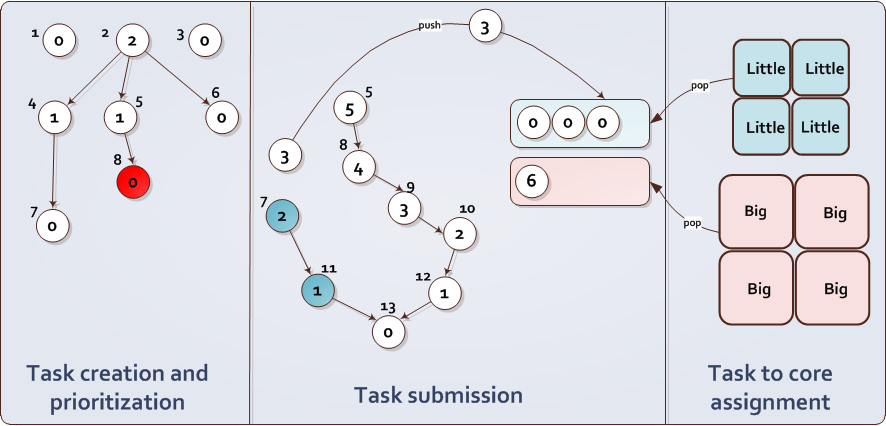 1 0
2 2
3 0
4 1
5 1
6 0
8 0
7 0
push
3
3
5 5
8 4
9 3
10 2
7 2
11 1
12 1
13 0
0 0 0
6
pop
pop
Little Little
Little Little
Big Big
Big Big
Task creation and
prioritization
Task submission
Task to core
assignment